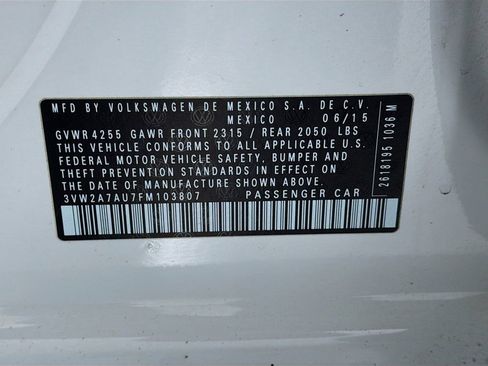 MFD BY VOLKSWAGEN DE MEXICO S.A. DE C.V.
MEXICO 06/15
GVWR 4255 GAWR FRONT 2315 / REAR 2050 LBS
THIS VEHICLE CONFORMS TO ALL APPLICABLE U.S.
FEDERAL MOTOR VEHICLE SAFETY, BUMPER AND
THEFT PREVENTION STANDARDS IN EFFECT ON
THE DATE OF MANUFACTURE SHOWN ABOVE.
3VW2A7AU7FM103807 PASSENGER CAR
2618195 1036 M